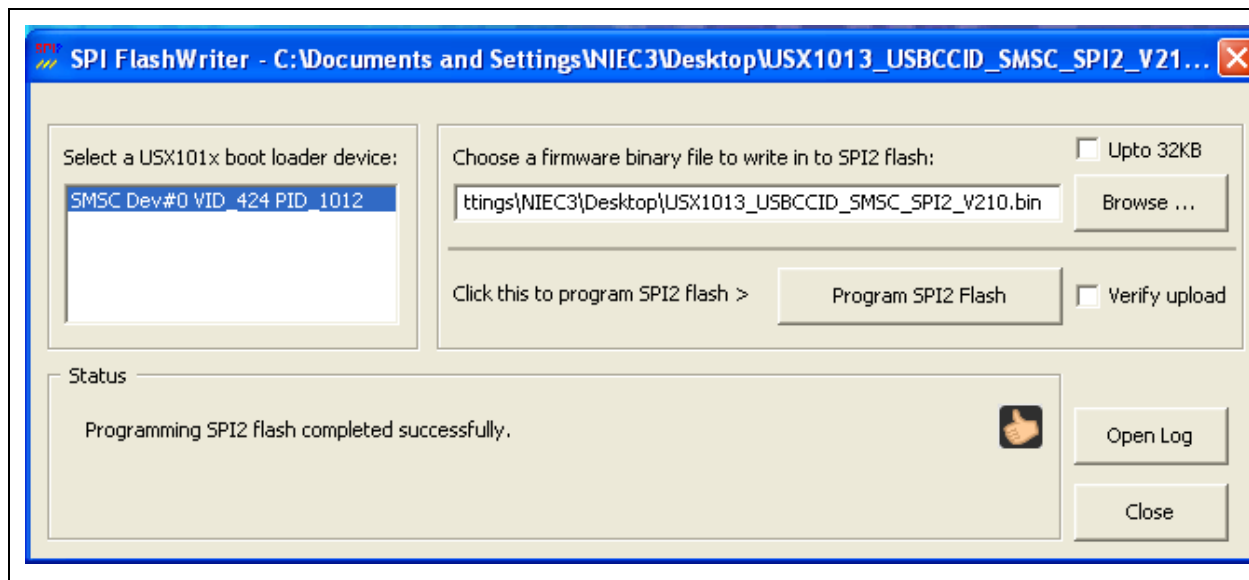 SPI FlashWriter - C:\Documents and Settings\NIEC3\Desktop\USX1013_USBCCID_SMSC_SPI2_V21...
Select a USX101x boot loader device:
SMSC Dev#0 VID_424 PID_1012
Choose a firmware binary file to write in to SPI2 flash:
Upto 32KB
ttings\NIEC3\Desktop\USX1013_USBCCID_SMSC_SPI2_V210.bin
Browse ...
Click this to program SPI2 flash >
Program SPI2 Flash
Verify upload
Status
Programming SPI2 flash completed successfully.
Open Log
Close